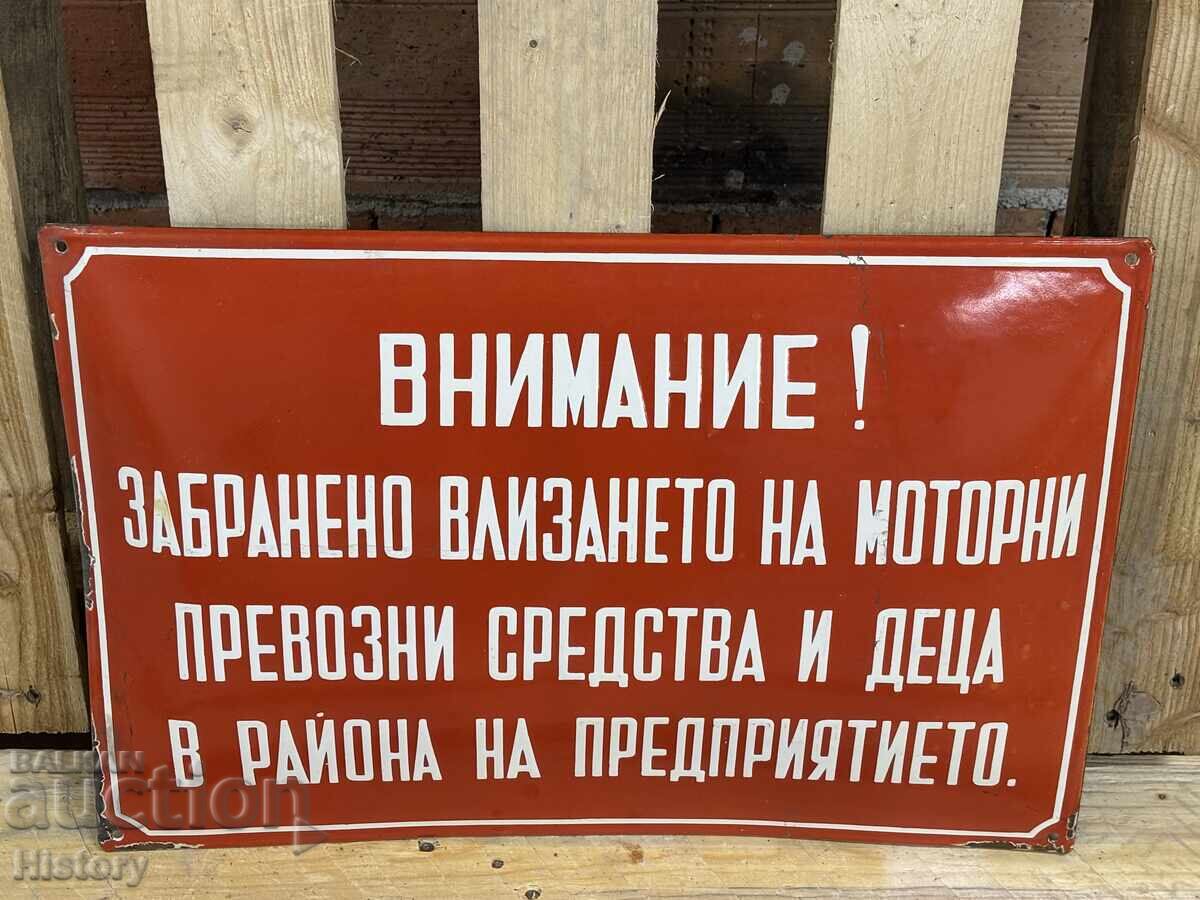 ВНИМАНИЕ!
ЗАБРАНЕНО ВЛИЗАНЕТО НА МОТОРНИ
ПРЕВОЗНИ СРЕДСТВА И ДЕЦА
В РАЙОНА НА ПРЕДПРИЯТИЕТО.
BALKAN
auction
History